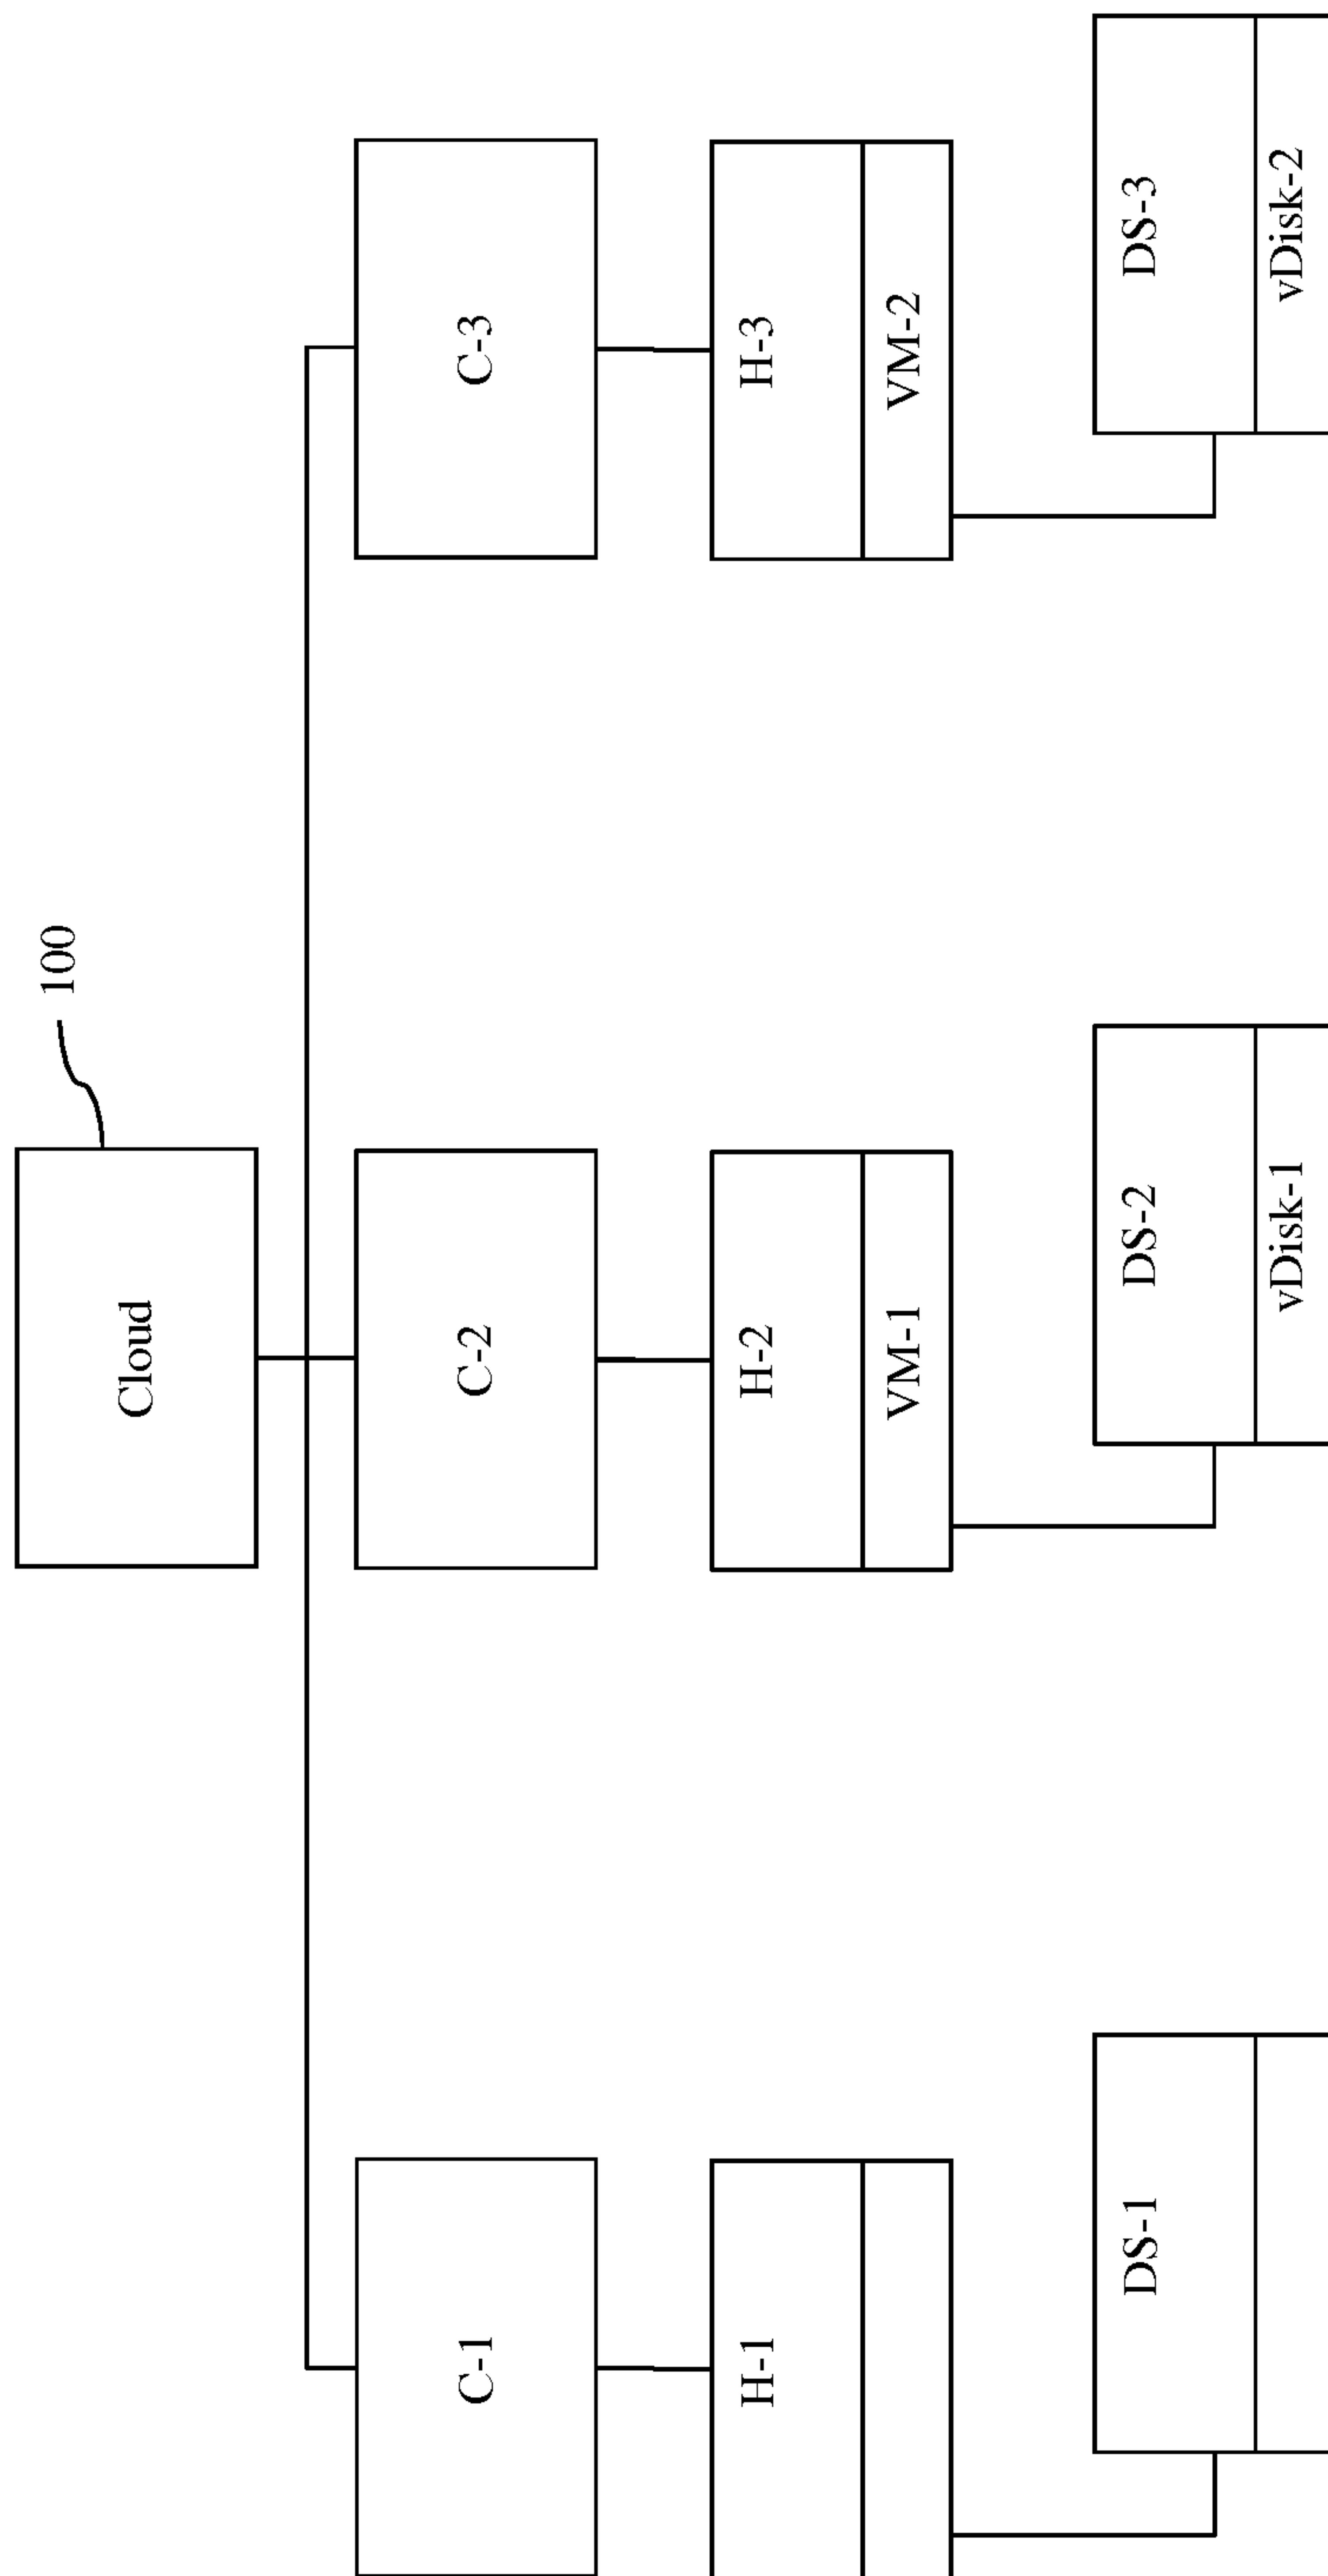 100
Cloud
C-1
C-2
C-3
H-1
H-2
VM-1
H-3
VM-2
DS-1
DS-2
vDisk-1
DS-3
vDisk-2